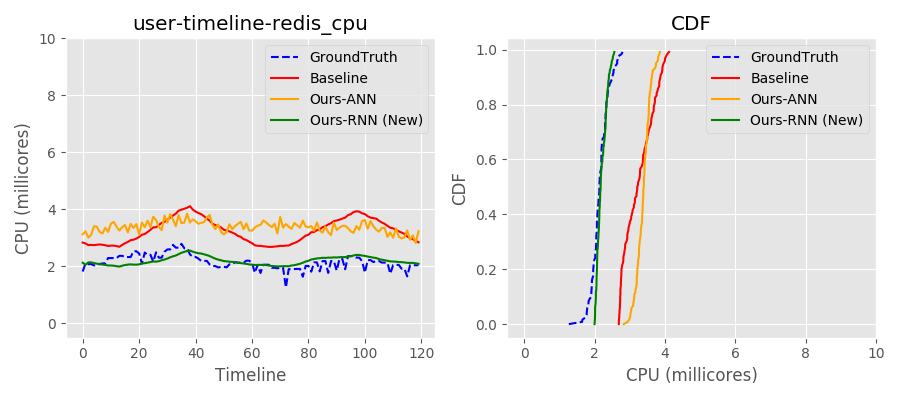 user-timeline-redis_cpu
CPU (millicores)
10
8
6
4
2
0
0 20 40 60 80 100 120
Timeline
GroundTruth
Baseline
Ours-ANN
Ours-RNN (New)
CDF
CDF
1.0
0.8
0.6
0.4
0.2
0.0
0 2 4 6 8 10
CPU (millicores)
GroundTruth
Baseline
Ours-ANN
Ours-RNN (New)